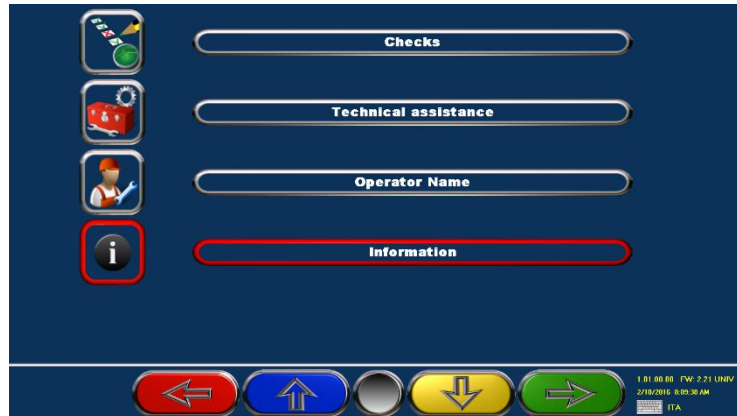 Checks
Technical assistance
Operator Name
i
Information
1.01.00.00 FW: 2.21 UNIV
2/18/2016 8:09:38 AM
ITA